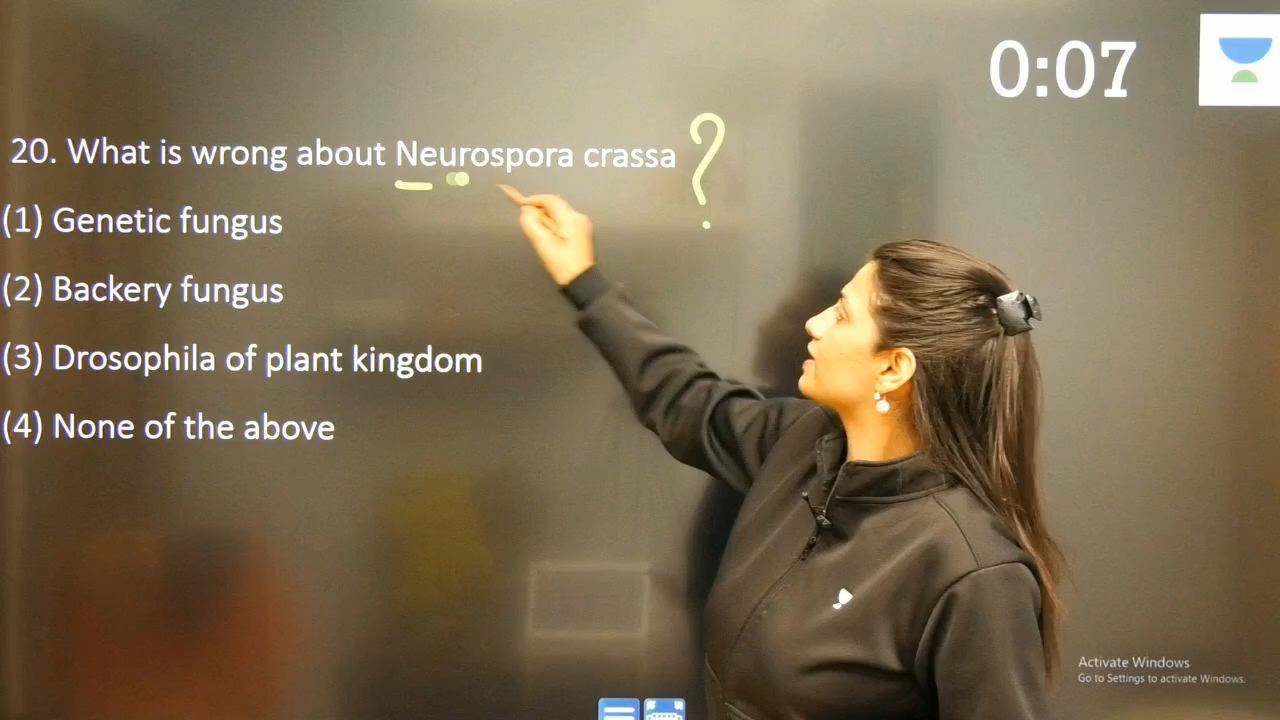 0:07
20. What is wrong about Neurospora crassa ?
(1) Genetic fungus
(2) Backery fungus
(3) Drosophila of plant kingdom
(4) None of the above
Activate Windows
Go to Settings to activate Windows.